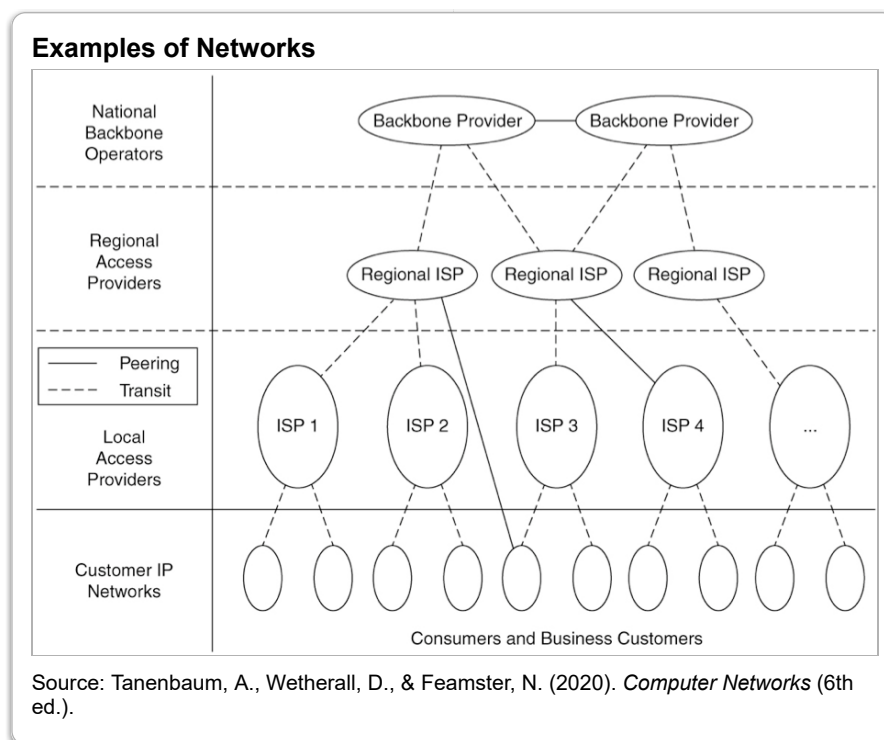 Examples of Networks
National
Backbone
Operators
Backbone Provider
Backbone Provider
Regional
Access
Providers
Regional ISP
Regional ISP
Regional ISP
Peering
Transit
Local
Access
Providers
ISP 1
ISP 2
ISP 3
ISP 4
...
Customer IP
Networks
Consumers and Business Customers
Source: Tanenbaum, A., Wetherall, D., & Feamster, N. (2020). Computer Networks (6th
ed.).